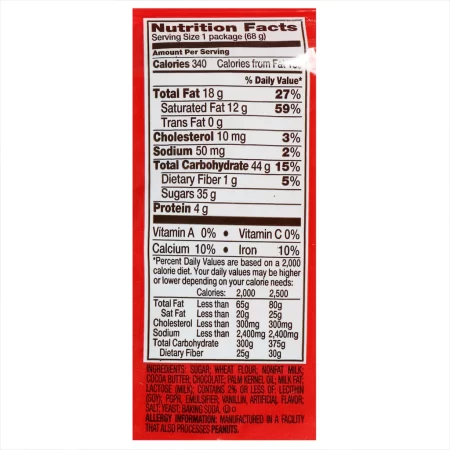 Nutrition Facts
Serving Size 1 package (68 g)
Amount Per Serving
Calories 340 Calories from Fat
% Daily Value*
Total Fat 18 g 27%
Saturated Fat 12 g 59%
Trans Fat 0 g
Cholesterol 10 mg 3%
Sodium 50 mg 2%
Total Carbohydrate 44 g 15%
Dietary Fiber 1 g 5%
Sugars 35 g
Protein 4 g
Vitamin A 0% • Vitamin C 0%
Calcium 10% • Iron 10%
*Percent Daily Values are based on a 2,000
calorie diet. Your daily values may be higher
or lower depending on your calorie needs:
Calories: 2,000 2,500
Total Fat Less than 65g 80g
Sat Fat Less than 20g 25g
Cholesterol Less than 300mg 300mg
Sodium Less than 2,400mg 2,400mg
Total Carbohydrate 300g 375g
Dietary Fiber 25g 30g
INGREDIENTS: SUGAR; WHEAT FLOUR; NONFAT MILK;
COCOA BUTTER; CHOCOLATE; PALM KERNEL OIL; MILK FAT;
LACTOSE (MILK); CONTAINS 2% OR LESS OF: LECITHIN
(SOY); PGPR, EMULSIFIER; VANILLIN, ARTIFICIAL FLAVOR;
SALT; YEAST; BAKING SODA.
ALLERGY INFORMATION: MANUFACTURED IN A FACILITY
THAT ALSO PROCESSES PEANUTS.